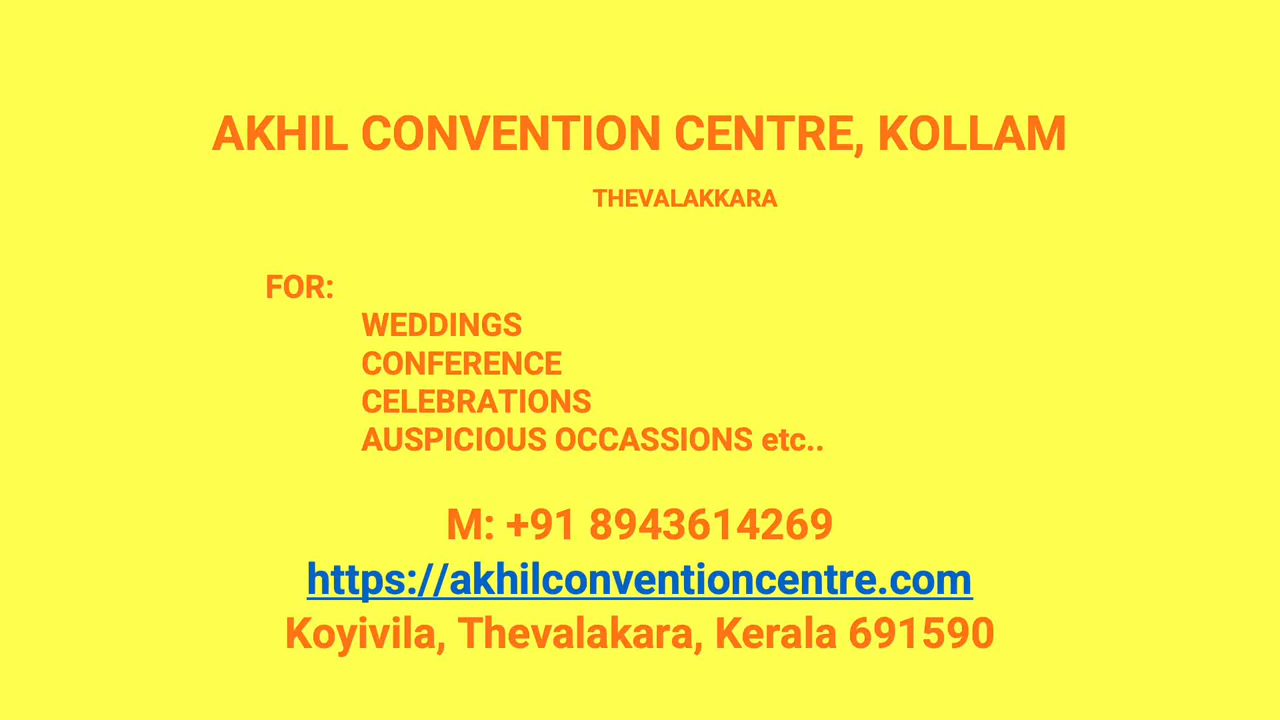 AKHIL CONVENTION CENTRE, KOLLAM
THEVALAKKARA
FOR:
WEDDINGS
CONFERENCE
CELEBRATIONS
AUSPICIOUS OCCASSIONS etc..
M: +91 8943614269
https://akhilconventioncentre.com
Koyivila, Thevalakara, Kerala 691590